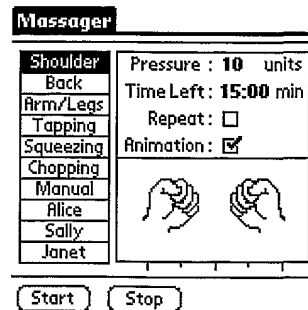 Massager
Shoulder
Back
Arm/Legs
Tapping
Squeezing
Chopping
Manual
Alice
Sally
Janet
Pressure : 10 units
Time Left : 15:00 min
Repeat :
Animation :
Start
Stop